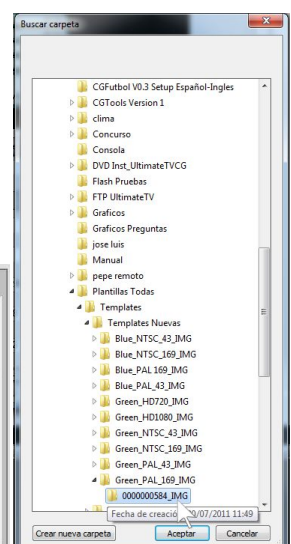 Buscar carpeta
CGFutbol V0.3 Setup Español-Ingles
CGTools Version 1
clima
Concurso
Consola
DVD Inst_UltimateTVCG
Flash Pruebas
FTP UltimateTV
Graficos
Graficos Preguntas
jose luis
Manual
pepe remoto
Plantillas Todas
Templates
Templates Nuevas
Blue_NTSC_43_IMG
Blue_NTSC_169_IMG
Blue_PAL 169_IMG
Blue_PAL_43_IMG
Green_HD720_IMG
Green_HD1080_IMG
Green_NTSC_43_IMG
Green_NTSC_169_IMG
Green_PAL_43_IMG
Green_PAL_169_IMG
0000000584_IMG
Fecha de creació 0/07/2011 11:49
Crear nueva carpeta Aceptar Cancelar